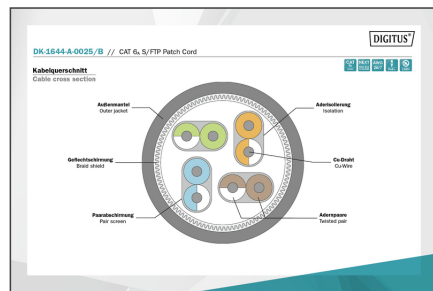 DIGITUS®
DK-1644-A-0025/B // CAT 6A S/FTP Patch Cord
Kabelquerschnitt
Cable cross section
Außenmantel
Outer jacket
Aderisolierung
Isolation
Geflechtschirmung
Braid shield
Cu-Draht
Cu-Wire
Paarabschirmung
Pair screen
Aderpaare
Twisted pair